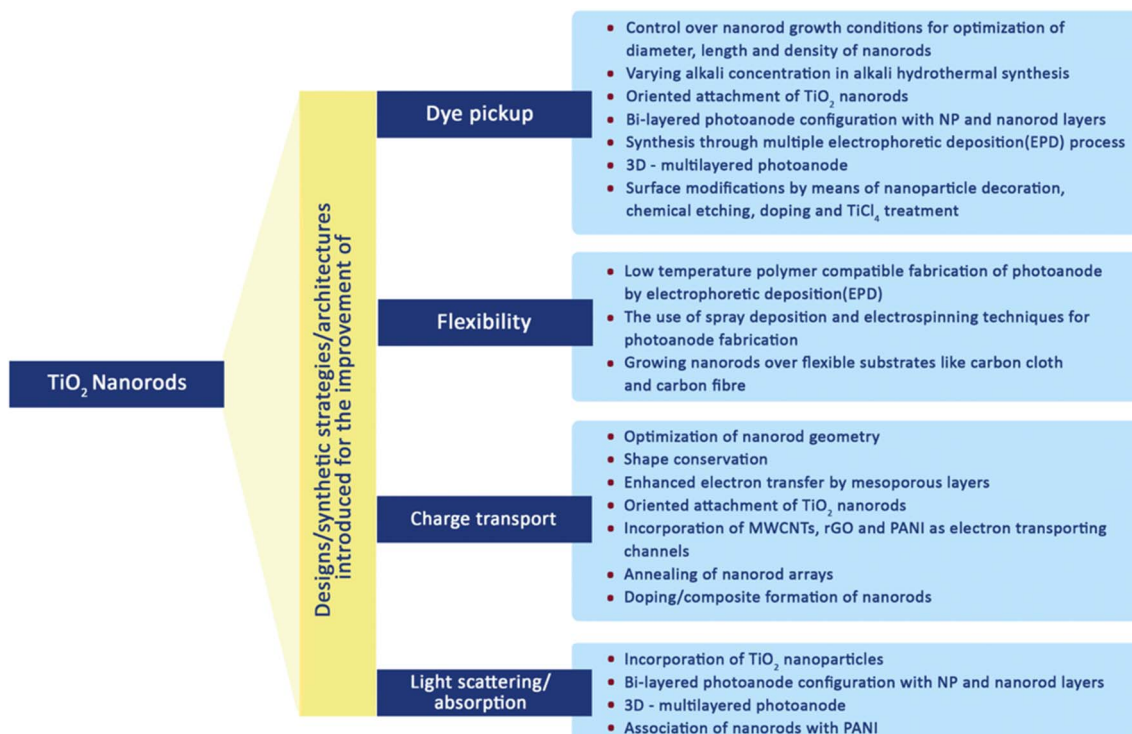 TiO₂ Nanorods
Designs/synthetic strategies/architectures
introduced for the improvement of
Dye pickup
• Control over nanorod growth conditions for optimization of
diameter, length and density of nanorods
• Varying alkali concentration in alkali hydrothermal synthesis
• Oriented attachment of TiO₂ nanorods
• Bi-layered photoanode configuration with NP and nanorod layers
• Synthesis through multiple electrophoretic deposition(EPD) process
• 3D - multilayered photoanode
• Surface modifications by means of nanoparticle decoration,
chemical etching, doping and TiCl₄ treatment
Flexibility
• Low temperature polymer compatible fabrication of photoanode
by electrophoretic deposition(EPD)
• The use of spray deposition and electrospinning techniques for
photoanode fabrication
• Growing nanorods over flexible substrates like carbon cloth
and carbon fibre
Charge transport
• Optimization of nanorod geometry
• Shape conservation
• Enhanced electron transfer by mesoporous layers
• Oriented attachment of TiO₂ nanorods
• Incorporation of MWCNTs, rGO and PANI as electron transporting
channels
• Annealing of nanorod arrays
• Doping/composite formation of nanorods
Light scattering/
absorption
• Incorporation of TiO₂ nanoparticles
• Bi-layered photoanode configuration with NP and nanorod layers
• 3D - multilayered photoanode
• Association of nanorods with PANI